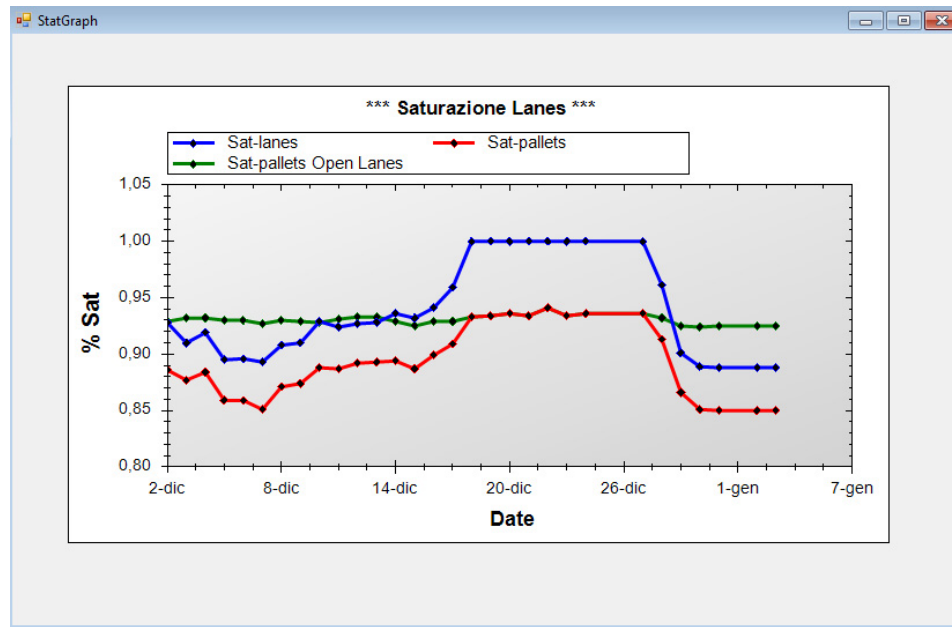 StatGraph
*** Saturazione Lanes ***
Sat-lanes Sat-pallets
Sat-pallets Open Lanes
1,05
1,00
0,95
0,90
0,85
0,80
% Sat
2-dic 8-dic 14-dic 20-dic 26-dic 1-gen 7-gen
Date